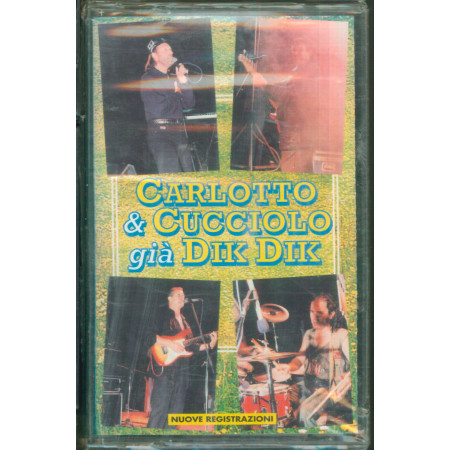 CARLOTTO
& CUCCIOLO
già DIK DIK
NUOVE REGISTRAZIONI